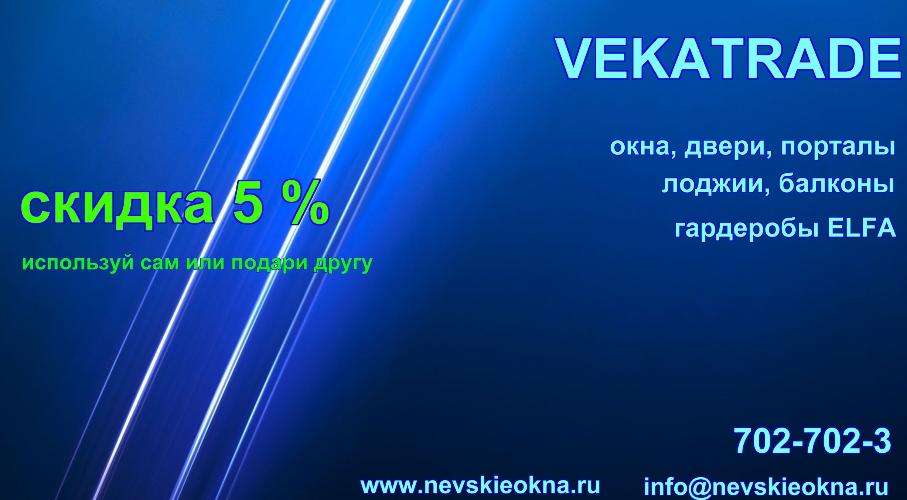 VEKATRADE
окна, двери, порталы
лоджии, балконы
гардеробы ELFA
скидка 5 %
используй сам или подари другу
702-702-3
www.nevskieokna.ru
info@nevskieokna.ru